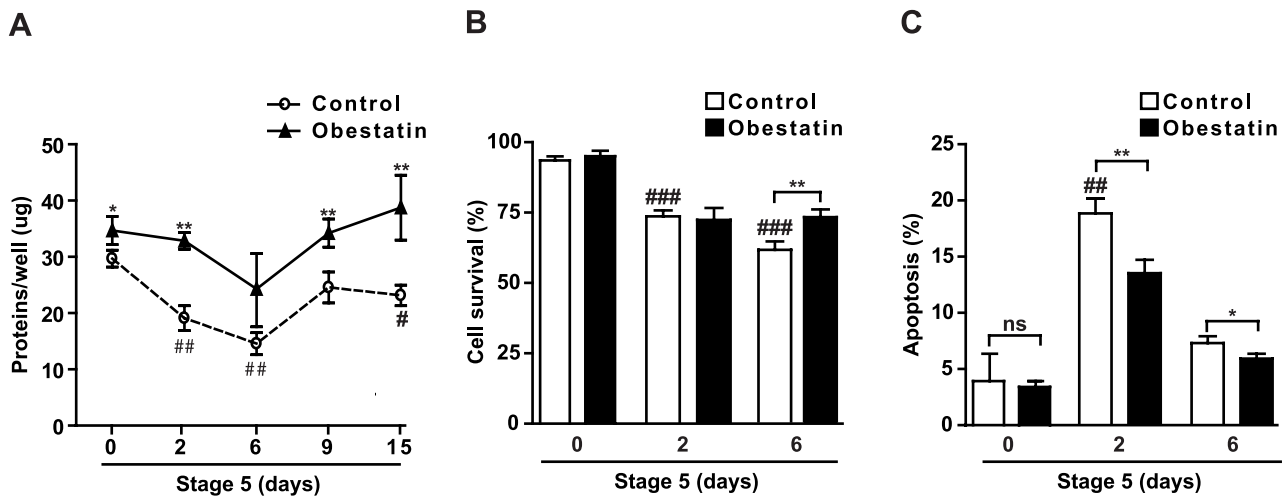 A
Control
Obestatin
Proteins/well (ug)
50
40
30
20
10
0
*
**
**
**
##
##
#
0 2 6 9 15
Stage 5 (days)
B
Control
Obestatin
Cell survival (%)
100
75
50
25
0
###
###
**
0 2 6
Stage 5 (days)
C
Control
Obestatin
Apoptosis (%)
25
20
15
10
5
0
ns
##
**
*
0 2 6
Stage 5 (days)